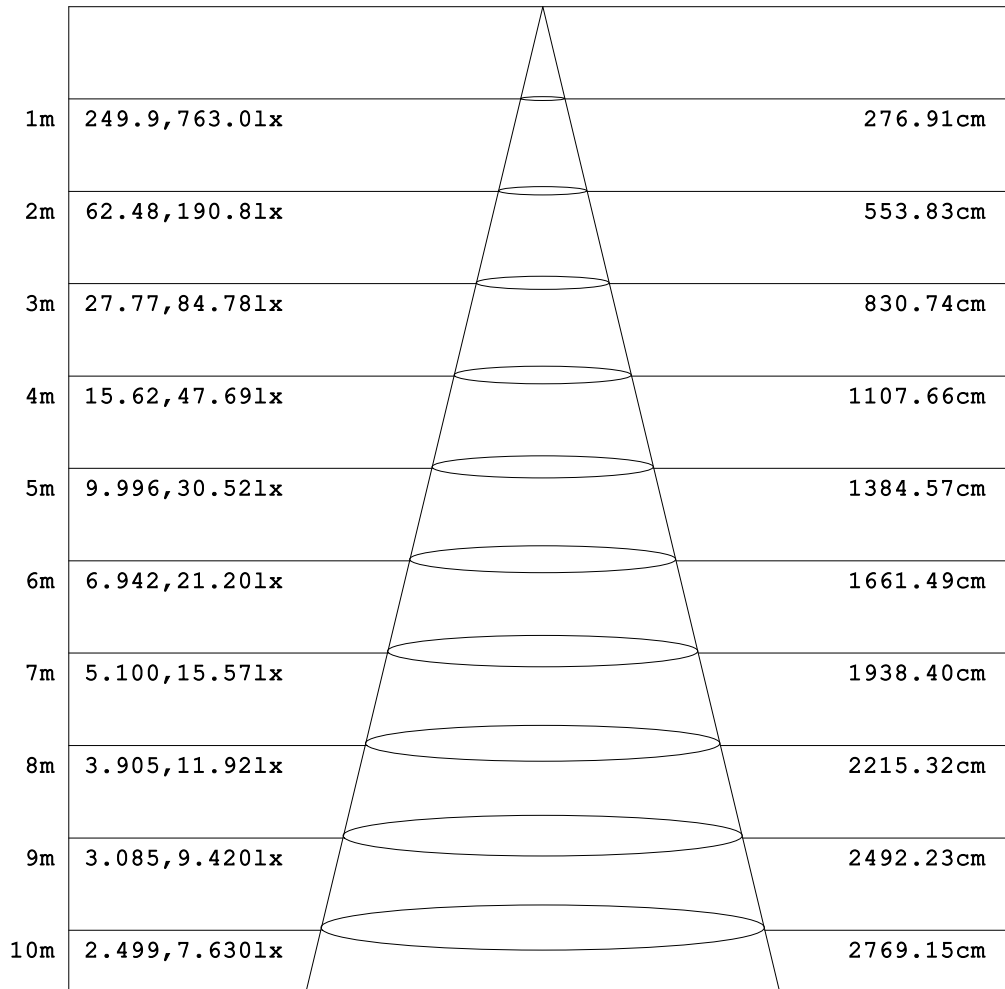 1m 249.9,763.0lx 276.91cm
2m 62.48,190.8lx 553.83cm
3m 27.77,84.78lx 830.74cm
4m 15.62,47.69lx 1107.66cm
5m 9.996,30.52lx 1384.57cm
6m 6.942,21.20lx 1661.49cm
7m 5.100,15.57lx 1938.40cm
8m 3.905,11.92lx 2215.32cm
9m 3.085,9.420lx 2492.23cm
10m 2.499,7.630lx 2769.15cm